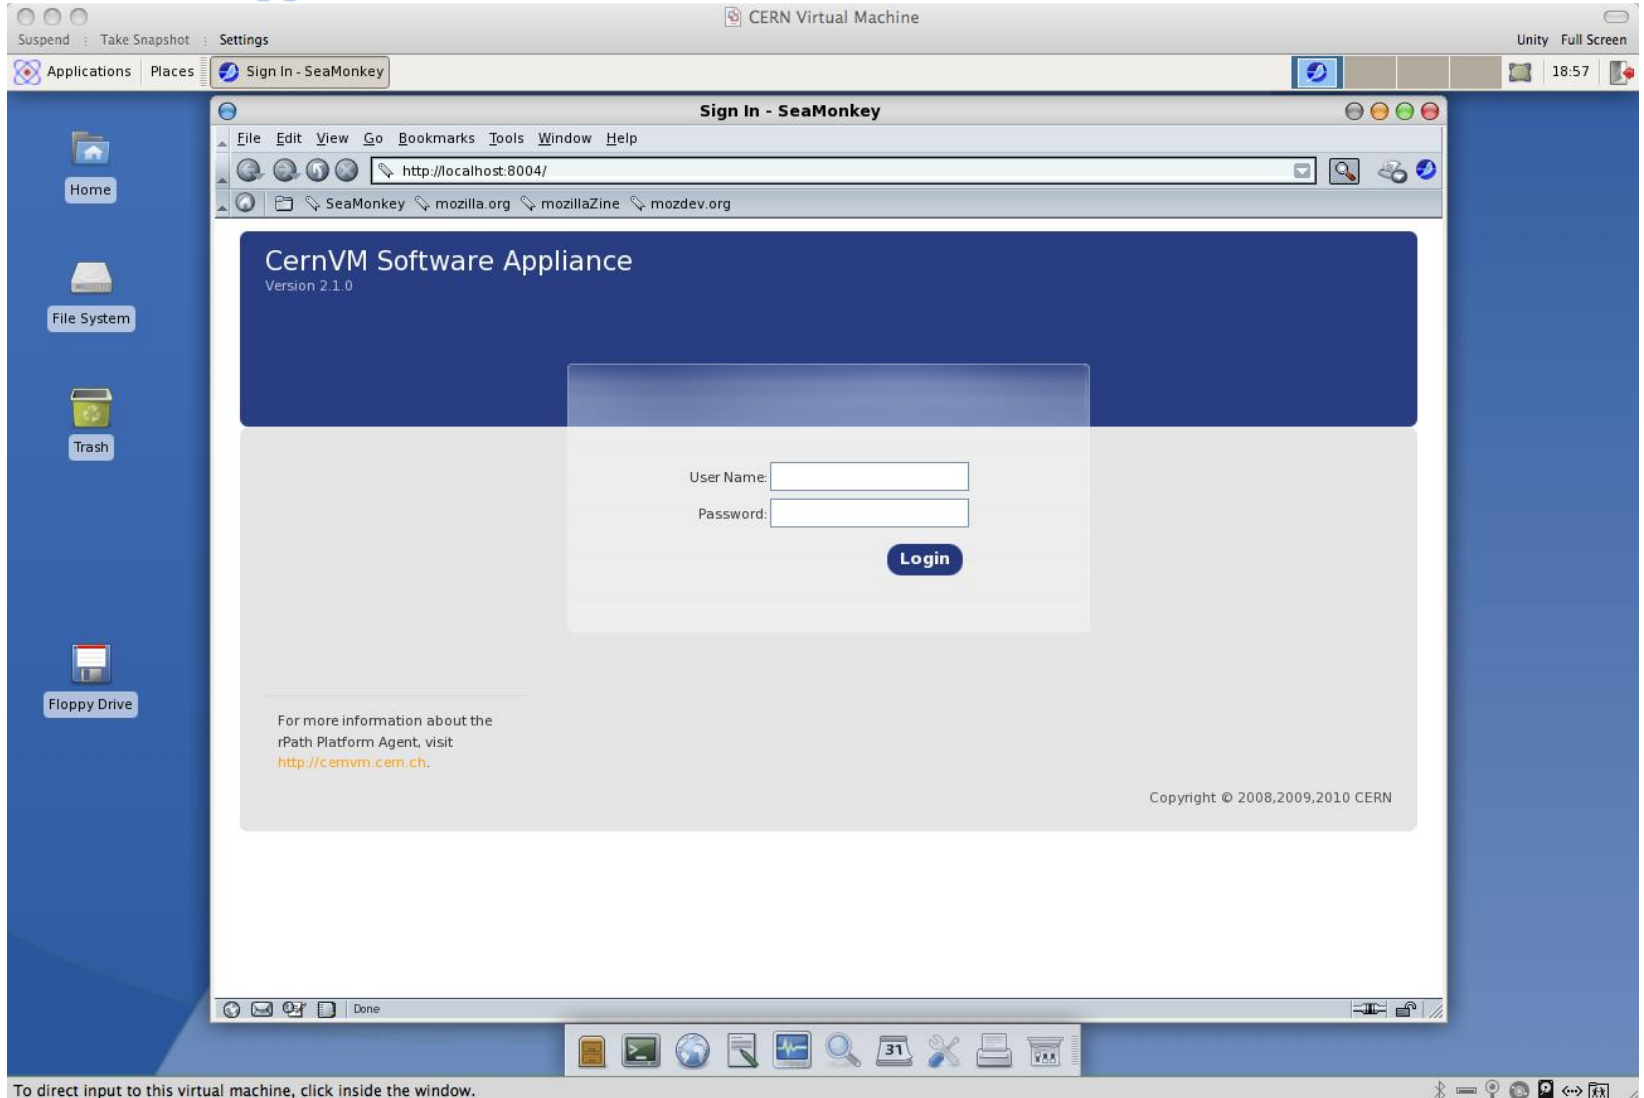 CERN Virtual Machine
Suspend Take Snapshot Settings Unity Full Screen
Applications Places Sign In - SeaMonkey 18:57
Sign In - SeaMonkey
File Edit View Go Bookmarks Tools Window Help
http://localhost:8004/
SeaMonkey mozilla.org mozillaZine mozdev.org
Home
File System
Trash
Floppy Drive
CernVM Software Appliance
Version 2.1.0
User Name:
Password:
Login
For more information about the
rPath Platform Agent, visit
http://cernvm.cern.ch.
Copyright © 2008,2009,2010 CERN
Done
31
To direct input to this virtual machine, click inside the window.